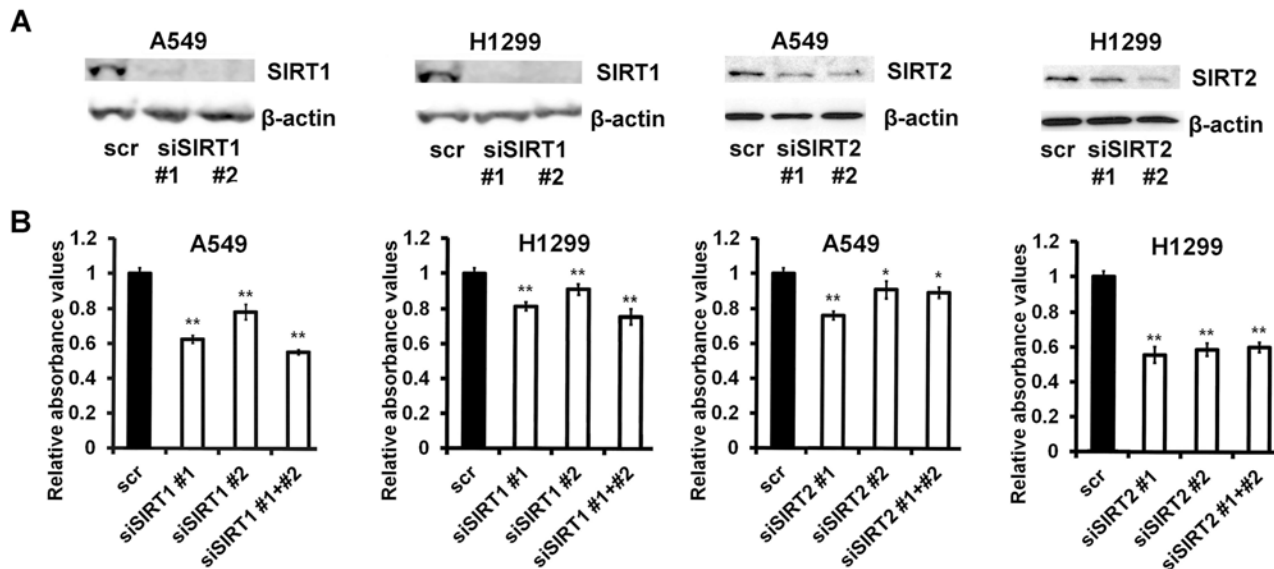 A
A549
SIRT1
β-actin
scr siSIRT1
#1 #2
H1299
SIRT1
β-actin
scr siSIRT1
#1 #2
A549
SIRT2
β-actin
scr siSIRT2
#1 #2
H1299
SIRT2
β-actin
scr siSIRT2
#1 #2
B
A549
Relative absorbance values
1.2
1
0.8
0.6
0.4
0.2
0
**
**
**
scr
siSIRT1 #1
siSIRT1 #2
siSIRT1 #1+#2
H1299
Relative absorbance values
1.2
1
0.8
0.6
0.4
0.2
0
**
**
**
scr
siSIRT1 #1
siSIRT1 #2
siSIRT1 #1+#2
A549
Relative absorbance values
1.2
1
0.8
0.6
0.4
0.2
0
**
*
*
scr
siSIRT2 #1
siSIRT2 #2
siSIRT2 #1+#2
H1299
Relative absorbance values
1.2
1
0.8
0.6
0.4
0.2
0
**
**
**
scr
siSIRT2 #1
siSIRT2 #2
siSIRT2 #1+#2